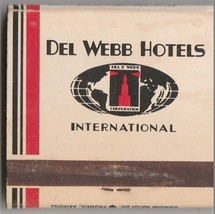 DEL WEBB HOTELS
DEL E. WEBB
CORPORATION
INTERNATIONAL